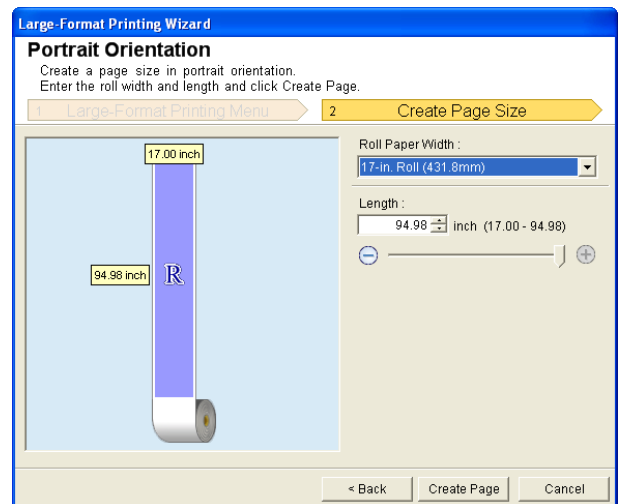 Large-Format Printing Wizard
Portrait Orientation
Create a page size in portrait orientation.
Enter the roll width and length and click Create Page.
1 Large-Format Printing Menu
2 Create Page Size
17.00 inch
94.98 inch
R
Roll Paper Width :
17-in. Roll (431.8mm)
Length :
94.98 inch (17.00 - 94.98)
< Back
Create Page
Cancel